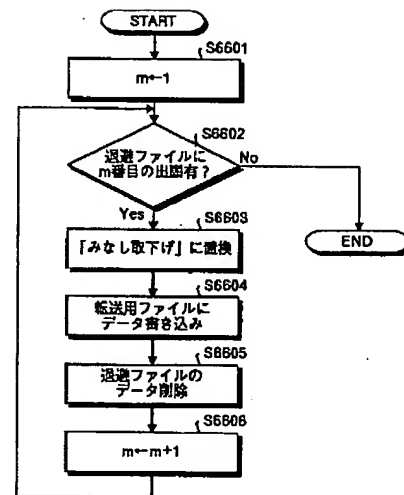 START
S6601
m←1
S6602
退避ファイルに
m番目の出国有?
No
Yes
END
S6603
「みなし取下げ」に置換
S6604
転送用ファイルに
データ書き込み
S6605
退避ファイルの
データ削除
S6606
m←m+1